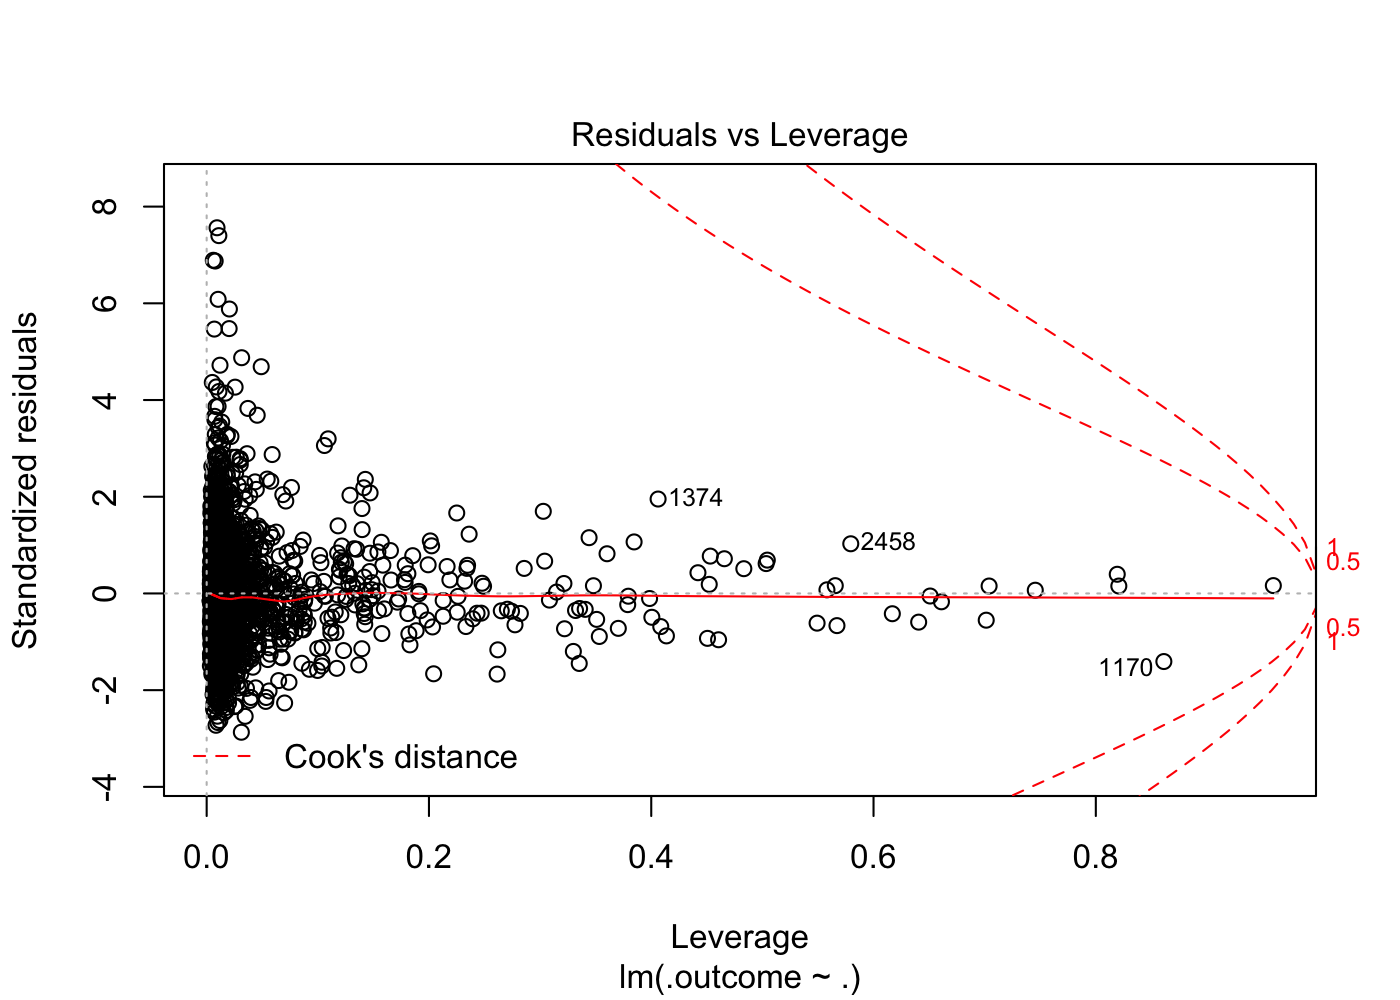 Residuals vs Leverage
Standardized residuals
8
6
4
2
0
-2
-4
1374
2458
1170
1
0.5
0.5
1
Cook's distance
0.0 0.2 0.4 0.6 0.8
Leverage
lm(.outcome ~ .)